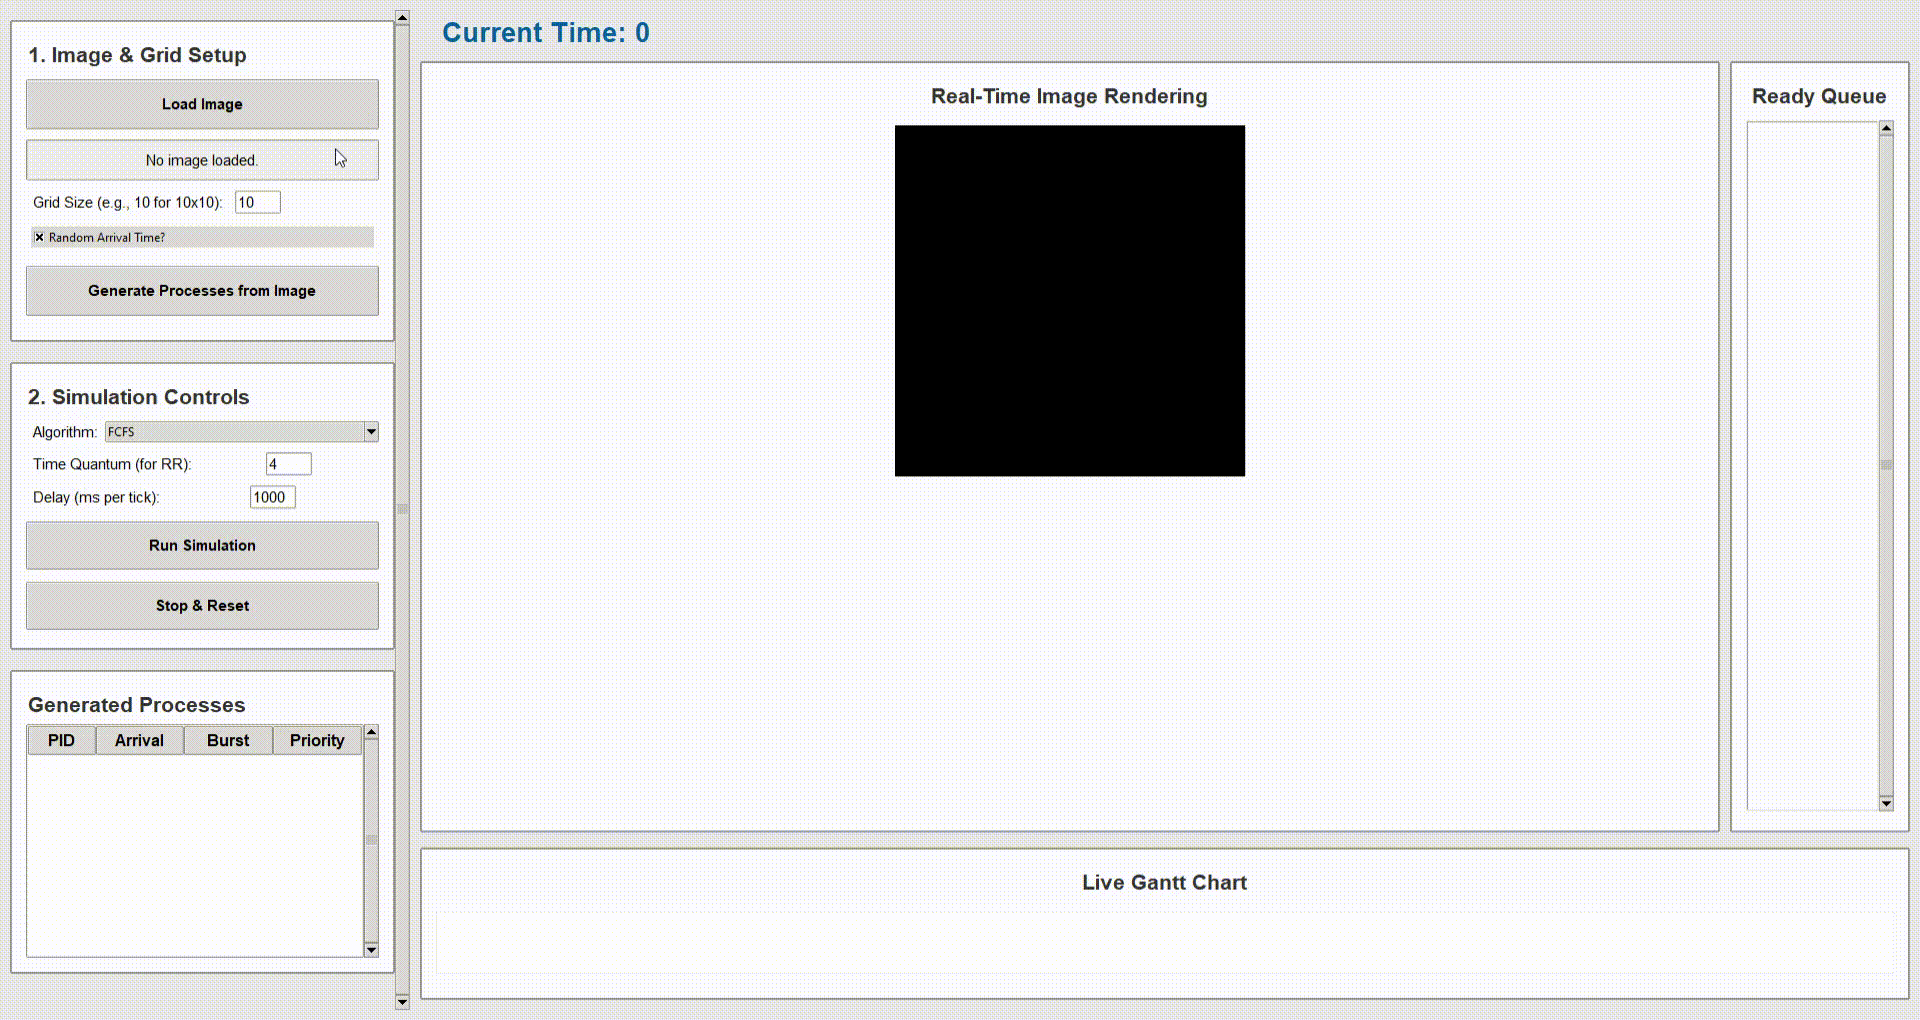 1. Image & Grid Setup
Load Image
No image loaded.
Grid Size (e.g., 10 for 10x10): 10
Random Arrival Time?
Generate Processes from Image
2. Simulation Controls
Algorithm: FCFS
Time Quantum (for RR): 4
Delay (ms per tick): 1000
Run Simulation
Stop & Reset
Generated Processes
PID Arrival Burst Priority
Current Time: 0
Real-Time Image Rendering
Ready Queue
Live Gantt Chart